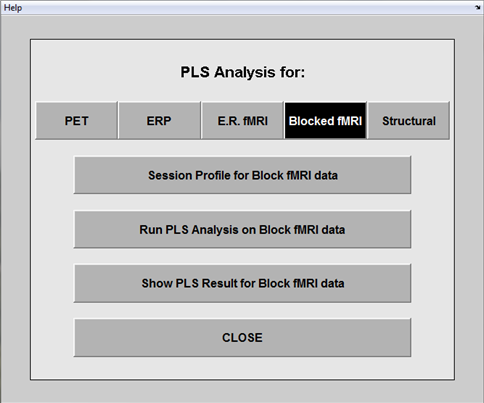 Help
PLS Analysis for:
PET ERP E.R. fMRI Blocked fMRI Structural
Session Profile for Block fMRI data
Run PLS Analysis on Block fMRI data
Show PLS Result for Block fMRI data
CLOSE